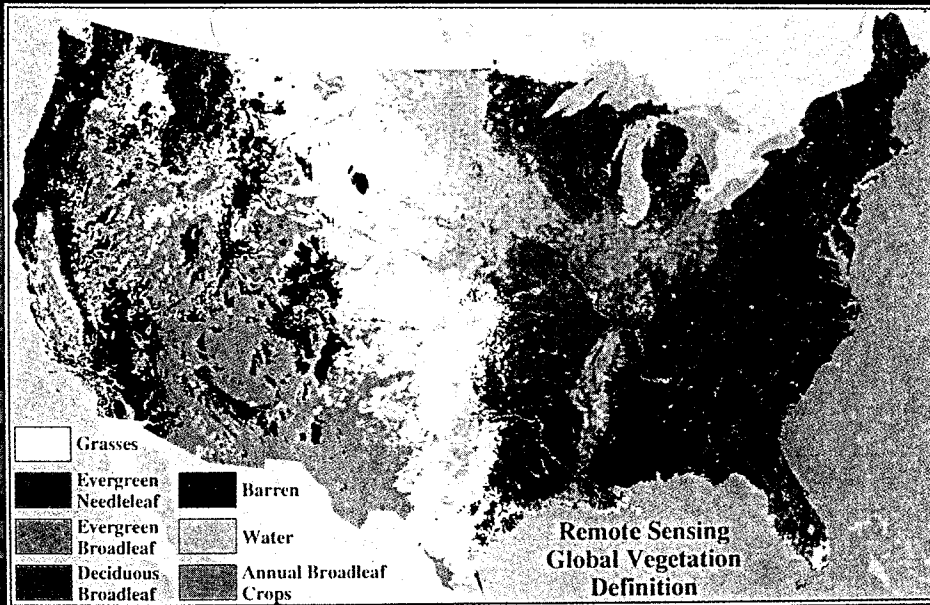 Grasses
Evergreen
Needleleaf
Evergreen
Broadleaf
Deciduous
Broadleaf
Barren
Water
Annual Broadleaf
Crops
Remote Sensing
Global Vegetation
Definition